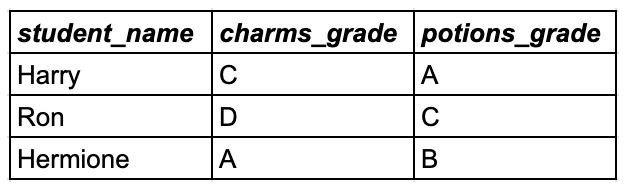 student_name charms_grade potions_grade
Harry C A
Ron D C
Hermione A B